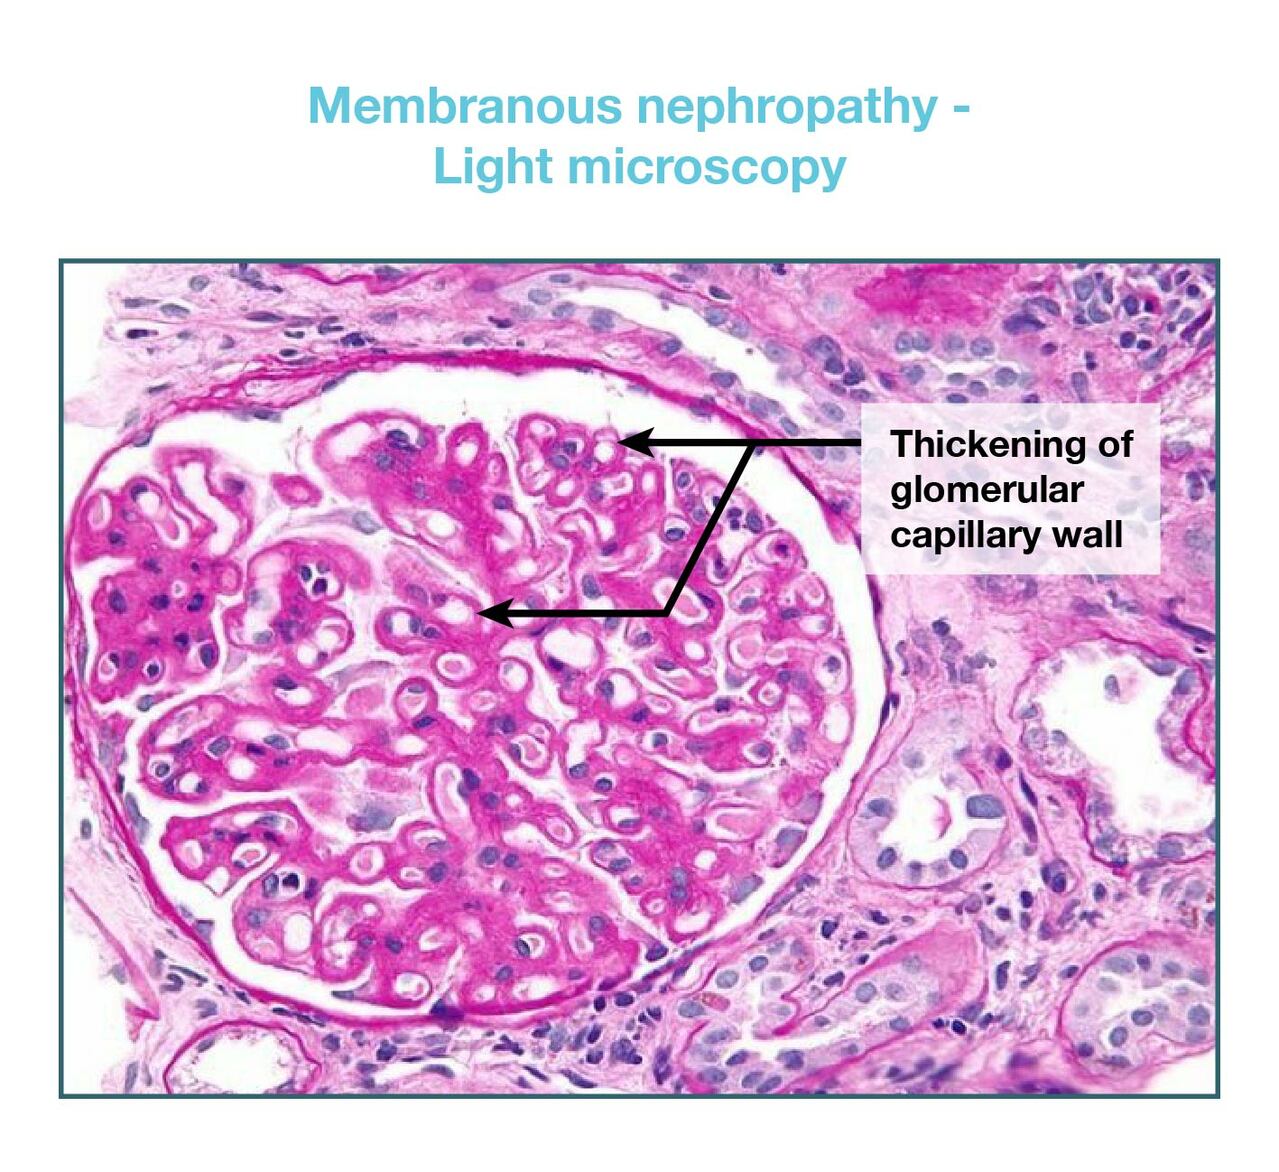 Membranous nephropathy -
Light microscopy
Thickening of
glomerular
capillary wall